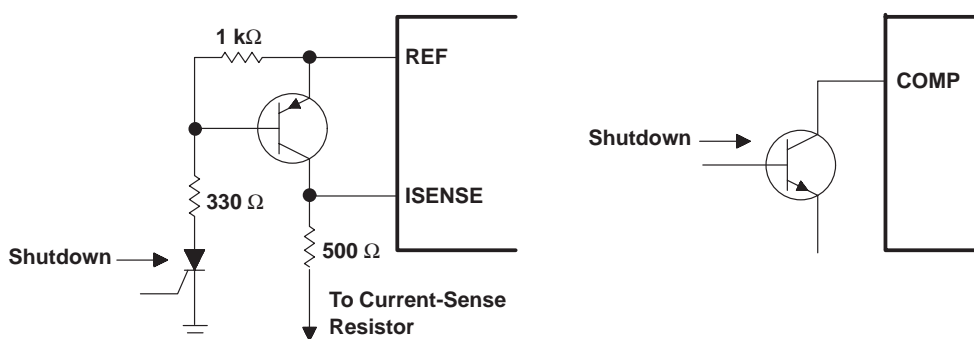 1 kΩ
REF
330 Ω
ISENSE
500 Ω
Shutdown
To Current-Sense
Resistor
COMP
Shutdown